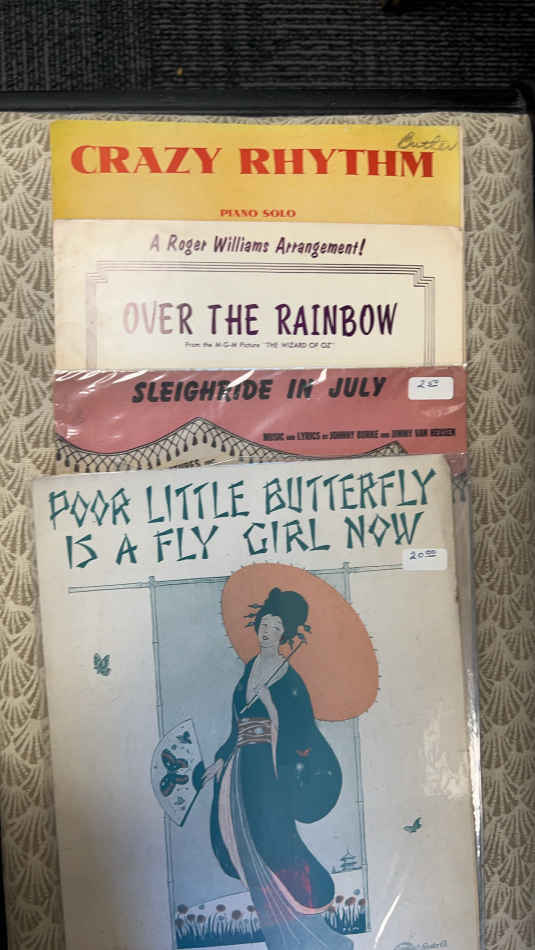 Butler
CRAZY RHYTHM
PIANO SOLO
A Roger Williams Arrangement!
OVER THE RAINBOW
From the M-G-M Picture "THE WIZARD OF OZ"
SLEIGHRIDE IN JULY
MUSIC AND LYRICS BY JOHNNY BURKE AND JIMMY VAN HEUSEN
POOR LITTLE BUTTERFLY
IS A FLY GIRL NOW
20.00